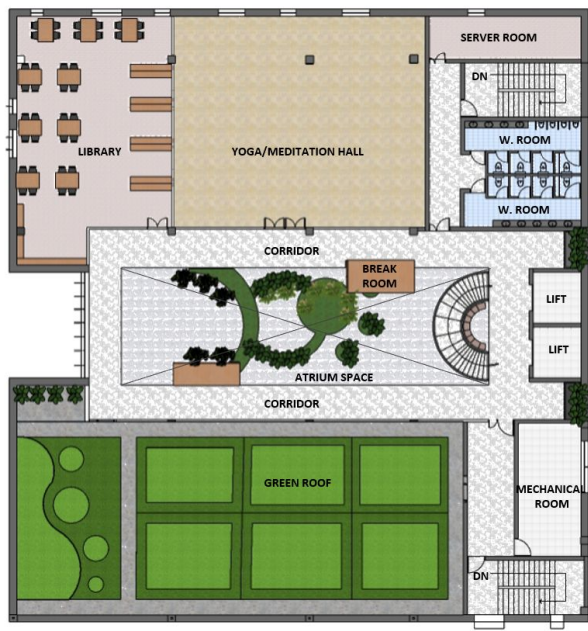 SERVER ROOM
DN
W. ROOM
LIBRARY
YOGA/MEDITATION HALL
W. ROOM
CORRIDOR
BREAK
ROOM
LIFT
LIFT
ATRIUM SPACE
CORRIDOR
GREEN ROOF
MECHANICAL
ROOM
DN